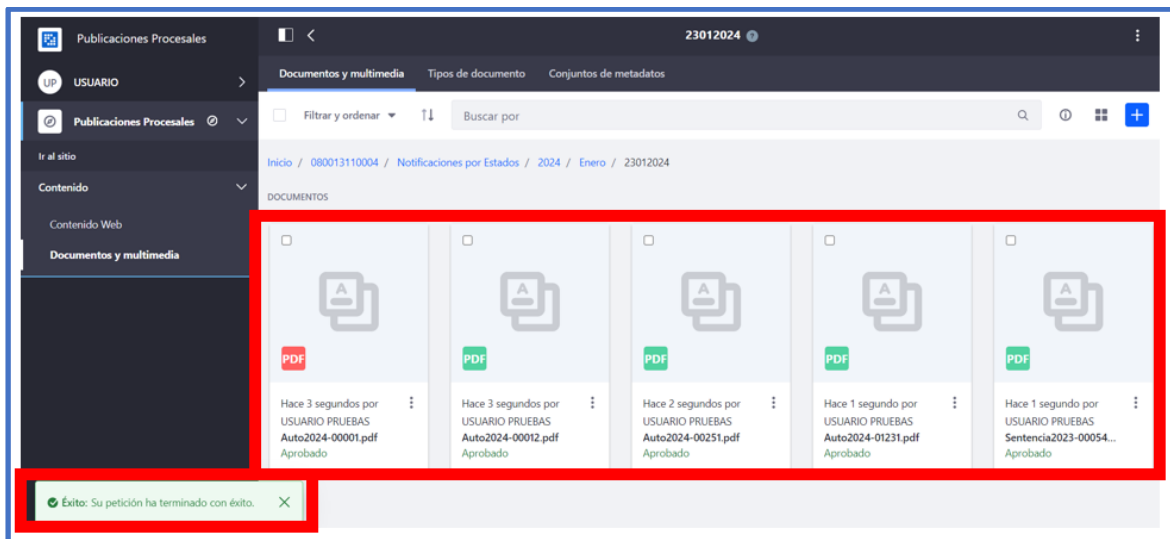 Publicaciones Procesales
23012024
UP USUARIO
Documentos y multimedia Tipos de documento Conjuntos de metadatos
Publicaciones Procesales
Filtrar y ordenar Buscar por
Ir al sitio
Inicio / 080013110004 / Notificaciones por Estados / 2024 / Enero / 23012024
Contenido
DOCUMENTOS
Contenido Web
Documentos y multimedia
A A A A A
PDF PDF PDF PDF PDF
Hace 3 segundos por
USUARIO PRUEBAS
Auto2024-00001.pdf
Aprobado
Hace 3 segundos por
USUARIO PRUEBAS
Auto2024-00012.pdf
Aprobado
Hace 2 segundos por
USUARIO PRUEBAS
Auto2024-00251.pdf
Aprobado
Hace 1 segundo por
USUARIO PRUEBAS
Auto2024-01231.pdf
Aprobado
Hace 1 segundo por
USUARIO PRUEBAS
Sentencia2023-00054...
Aprobado
Éxito: Su petición ha terminado con éxito.